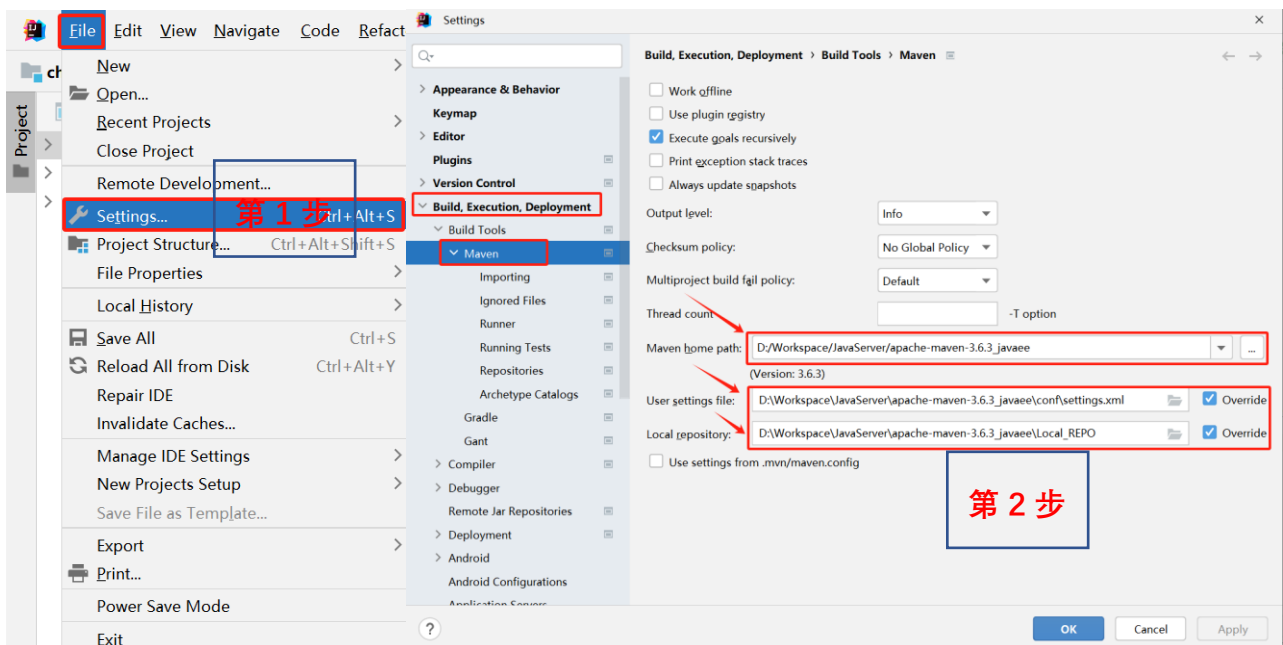 File Edit View Navigate Code Refact
ch
Project
New
Open...
Recent Projects
Close Project
Remote Development...
Settings... Ctrl+Alt+S
第 1 步
Project Structure... Ctrl+Alt+Shift+S
File Properties
Local History
Save All Ctrl+S
Reload All from Disk Ctrl+Alt+Y
Repair IDE
Invalidate Caches...
Manage IDE Settings
New Projects Setup
Save File as Template...
Export
Print...
Power Save Mode
Exit
Settings
Appearance & Behavior
Keymap
Editor
Plugins
Version Control
Build, Execution, Deployment
Build Tools
Maven
Importing
Ignored Files
Runner
Running Tests
Repositories
Archetype Catalogs
Gradle
Gant
Compiler
Debugger
Remote Jar Repositories
Deployment
Android
Android Configurations
Application Servers
Build, Execution, Deployment › Build Tools › Maven
Work offline
Use plugin registry
Execute goals recursively
Print exception stack traces
Always update snapshots
Output level: Info
Checksum policy: No Global Policy
Multiproject build fail policy: Default
Thread count -T option
Maven home path: D:/Workspace/JavaServer/apache-maven-3.6.3_javaee ...
(Version: 3.6.3)
User settings file: D:\Workspace\JavaServer\apache-maven-3.6.3_javaee\conf\settings.xml Override
Local repository: D:\Workspace\JavaServer\apache-maven-3.6.3_javaee\Local_REPO Override
Use settings from .mvn/maven.config
第 2 步
? OK Cancel Apply